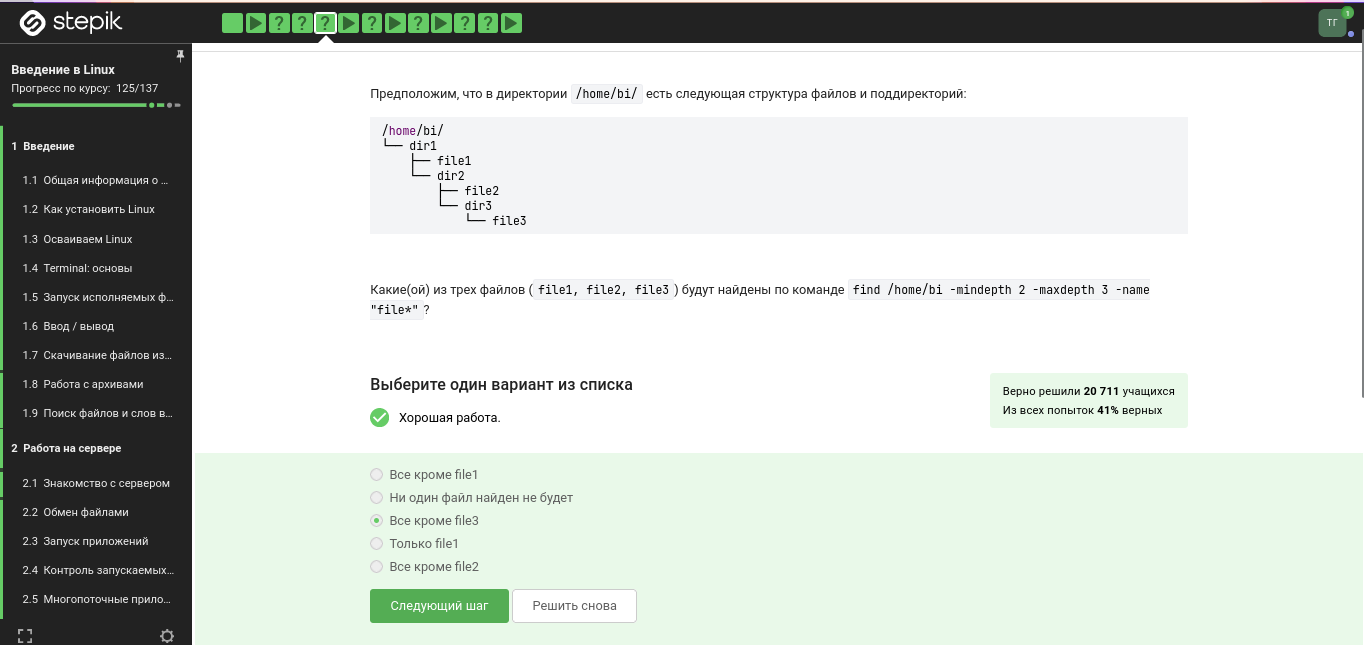 stepik
? ? ? ? ? ? ?
ТГ
1
Введение в Linux
Прогресс по курсу: 125/137
1 Введение
1.1 Общая информация о ...
1.2 Как установить Linux
1.3 Осваиваем Linux
1.4 Terminal: основы
1.5 Запуск исполняемых ф...
1.6 Ввод / вывод
1.7 Скачивание файлов из...
1.8 Работа с архивами
1.9 Поиск файлов и слов в...
2 Работа на сервере
2.1 Знакомство с сервером
2.2 Обмен файлами
2.3 Запуск приложений
2.4 Контроль запускаемых...
2.5 Многопоточные прило...
Предположим, что в директории /home/bi/ есть следующая структура файлов и поддиректорий:
/home/bi/
└── dir1
    ├── file1
    └── dir2
        ├── file2
        └── dir3
            └── file3
Какие(ой) из трех файлов ( file1, file2, file3 ) будут найдены по команде find /home/bi -mindepth 2 -maxdepth 3 -name
"file*" ?
Выберите один вариант из списка
Хорошая работа.
Верно решили 20 711 учащихся
Из всех попыток 41% верных
Все кроме file1
Ни один файл найден не будет
Все кроме file3
Только file1
Все кроме file2
Следующий шаг
Решить снова